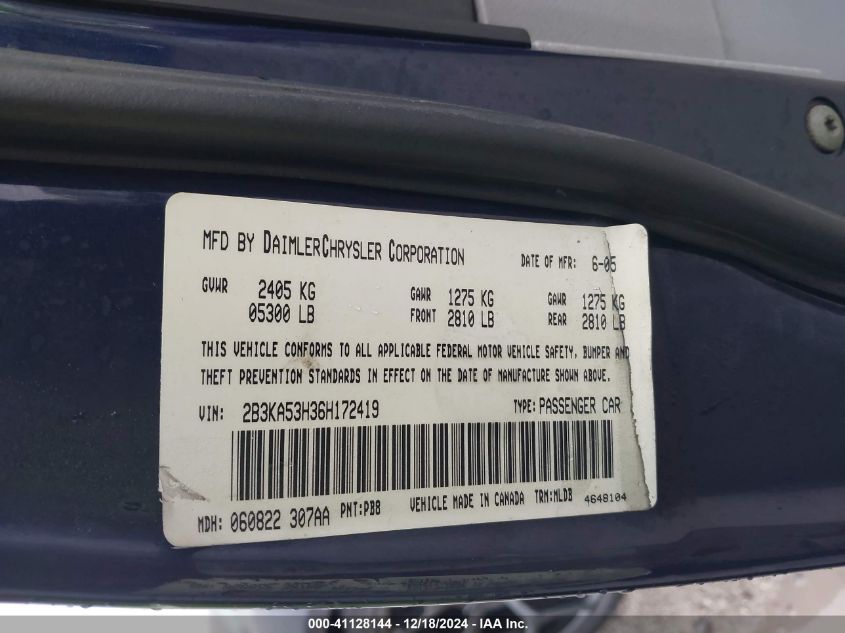 MFD BY DAIMLERCHRYSLER CORPORATION DATE OF MFR: 6-05
GVWR 2405 KG GAWR 1275 KG GAWR 1275 KG
05300 LB FRONT 2810 LB REAR 2810 LB
THIS VEHICLE CONFORMS TO ALL APPLICABLE FEDERAL MOTOR VEHICLE SAFETY, BUMPER AND
THEFT PREVENTION STANDARDS IN EFFECT ON THE DATE OF MANUFACTURE SHOWN ABOVE.
VIN: 2B3KA53H36H172419 TYPE: PASSENGER CAR
MDH: 060822 307AA PNT:PB8 VEHICLE MADE IN CANADA TRM:MLDB 4648104
000-41128144 - 12/18/2024 - IAA Inc.